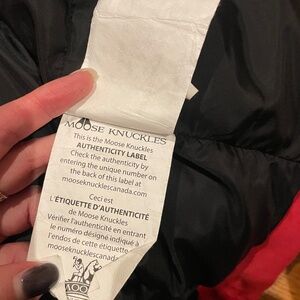 MOOSE KNUCKLES
This is the Moose Knuckles
AUTHENTICITY LABEL
Check the authenticity by
entering the unique number on
the back of this label at
mooseknucklescanada.com
Ceci est
L'ÉTIQUETTE D'AUTHENTICITÉ
de Moose Knuckles
Vérifier l'authenticité en entrant
le numéro désigné indiqué à
l'endos de cette étiquette
mooseknucklescanad